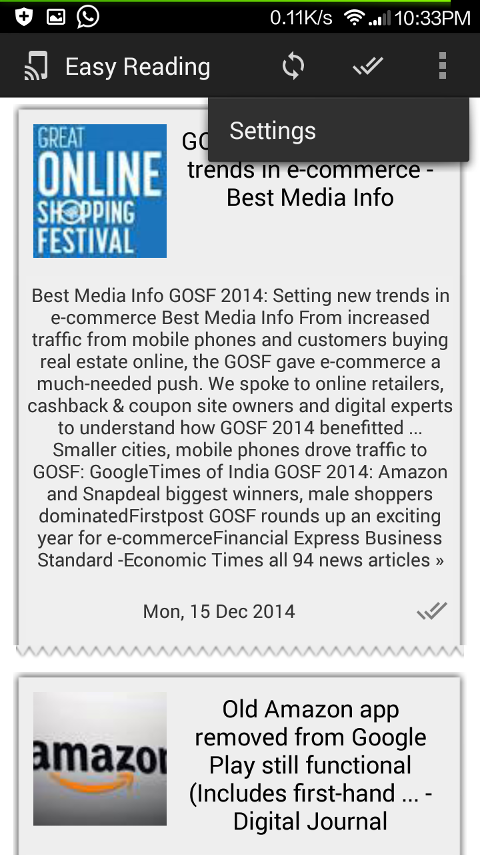 0.11K/s 10:33PM
Easy Reading
Settings
GREAT
ONLINE
SHOPPING
FESTIVAL
trends in e-commerce -
Best Media Info
Best Media Info GOSF 2014: Setting new trends in
e-commerce Best Media Info From increased
traffic from mobile phones and customers buying
real estate online, the GOSF gave e-commerce a
much-needed push. We spoke to online retailers,
cashback & coupon site owners and digital experts
to understand how GOSF 2014 benefitted ...
Smaller cities, mobile phones drove traffic to
GOSF: GoogleTimes of India GOSF 2014: Amazon
and Snapdeal biggest winners, male shoppers
dominatedFirstpost GOSF rounds up an exciting
year for e-commerceFinancial Express Business
Standard -Economic Times all 94 news articles »
Mon, 15 Dec 2014
amazon
Old Amazon app
removed from Google
Play still functional
(Includes first-hand ... -
Digital Journal